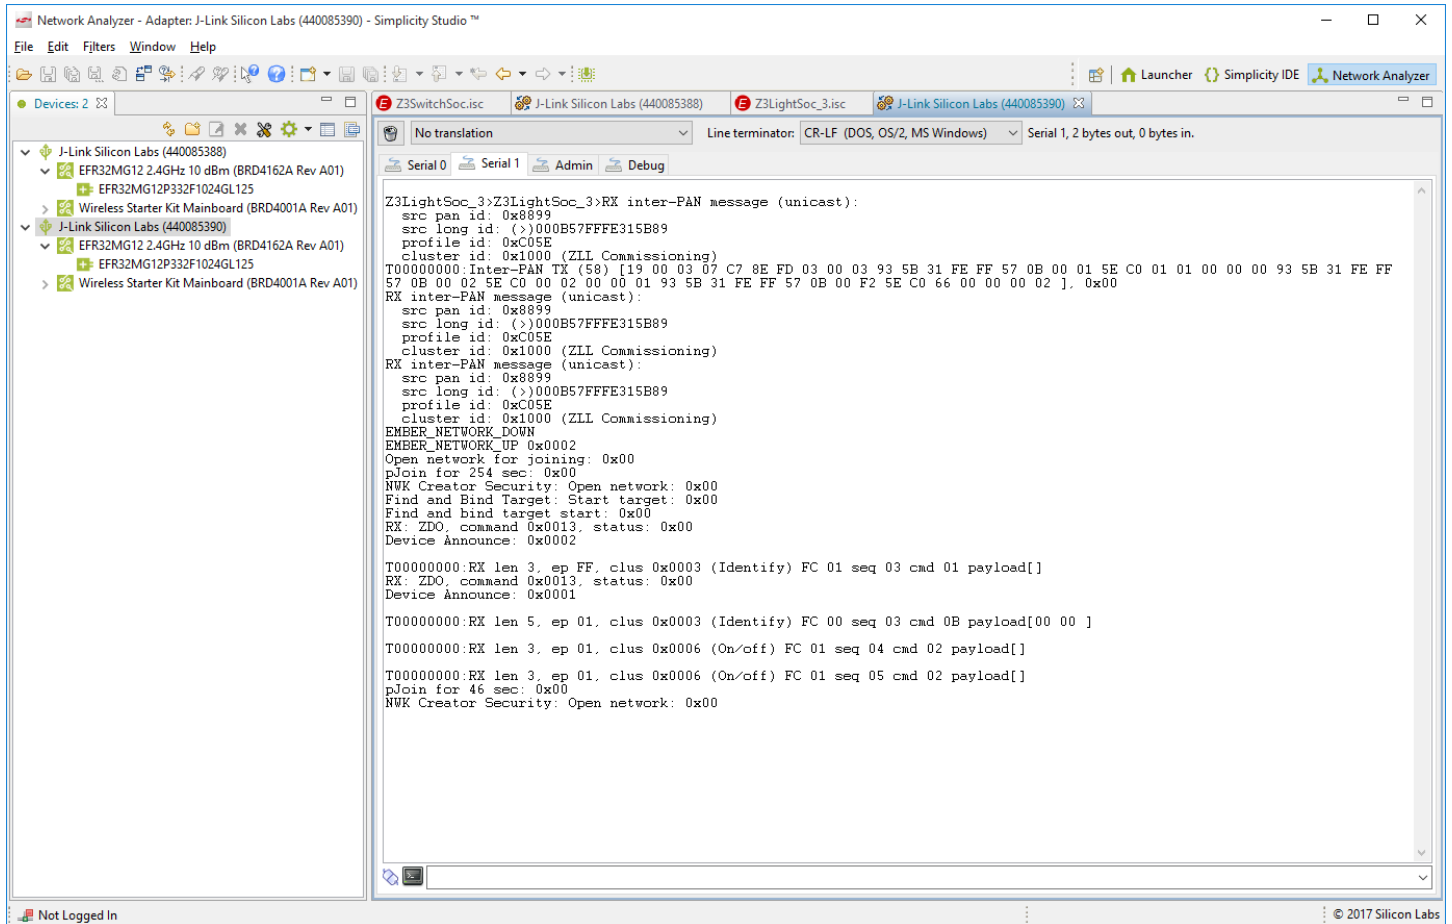 Network Analyzer - Adapter: J-Link Silicon Labs (440085390) - Simplicity Studio ™
File Edit Filters Window Help
Launcher {} Simplicity IDE Network Analyzer
Devices: 2
J-Link Silicon Labs (440085388)
EFR32MG12 2.4GHz 10 dBm (BRD4162A Rev A01)
EFR32MG12P332F1024GL125
Wireless Starter Kit Mainboard (BRD4001A Rev A01)
J-Link Silicon Labs (440085390)
EFR32MG12 2.4GHz 10 dBm (BRD4162A Rev A01)
EFR32MG12P332F1024GL125
Wireless Starter Kit Mainboard (BRD4001A Rev A01)
Z3SwitchSoc.isc J-Link Silicon Labs (440085388) Z3LightSoc_3.isc J-Link Silicon Labs (440085390)
No translation Line terminator: CR-LF (DOS, OS/2, MS Windows) Serial 1, 2 bytes out, 0 bytes in.
Serial 0 Serial 1 Admin Debug
Z3LightSoc_3>Z3LightSoc_3>RX inter-PAN message (unicast):
src pan id: 0x8899
src long id: (>)000B57FFFE315B89
profile id: 0xC05E
cluster id: 0x1000 (ZLL Commissioning)
T00000000:Inter-PAN TX (58) [19 00 03 07 C7 8E FD 03 00 03 93 5B 31 FE FF 57 0B 00 01 5E C0 01 01 00 00 00 93 5B 31 FE FF
57 0B 00 02 5E C0 00 02 00 00 01 93 5B 31 FE FF 57 0B 00 F2 5E C0 66 00 00 00 02 ], 0x00
RX inter-PAN message (unicast):
src pan id: 0x8899
src long id: (>)000B57FFFE315B89
profile id: 0xC05E
cluster id: 0x1000 (ZLL Commissioning)
RX inter-PAN message (unicast):
src pan id: 0x8899
src long id: (>)000B57FFFE315B89
profile id: 0xC05E
cluster id: 0x1000 (ZLL Commissioning)
EMBER_NETWORK_DOWN
EMBER_NETWORK_UP 0x0002
Open network for joining: 0x00
pJoin for 254 sec: 0x00
NWK Creator Security: Open network: 0x00
Find and Bind Target: Start target: 0x00
Find and bind target start: 0x00
RX: ZDO, command 0x0013, status: 0x00
Device Announce: 0x0002
T00000000:RX len 3, ep FF, clus 0x0003 (Identify) FC 01 seq 03 cmd 01 payload[]
RX: ZDO, command 0x0013, status: 0x00
Device Announce: 0x0001
T00000000:RX len 5, ep 01, clus 0x0003 (Identify) FC 00 seq 03 cmd 0B payload[00 00 ]
T00000000:RX len 3, ep 01, clus 0x0006 (On/off) FC 01 seq 04 cmd 02 payload[]
T00000000:RX len 3, ep 01, clus 0x0006 (On/off) FC 01 seq 05 cmd 02 payload[]
pJoin for 46 sec: 0x00
NWK Creator Security: Open network: 0x00
Not Logged In © 2017 Silicon Labs